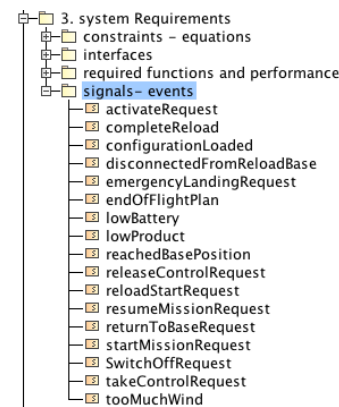 3. system Requirements
constraints - equations
interfaces
required functions and performance
signals- events
activateRequest
completeReload
configurationLoaded
disconnectedFromReloadBase
emergencyLandingRequest
endOfFlightPlan
lowBattery
lowProduct
reachedBasePosition
releaseControlRequest
reloadStartRequest
resumeMissionRequest
returnToBaseRequest
startMissionRequest
SwitchOffRequest
takeControlRequest
tooMuchWind